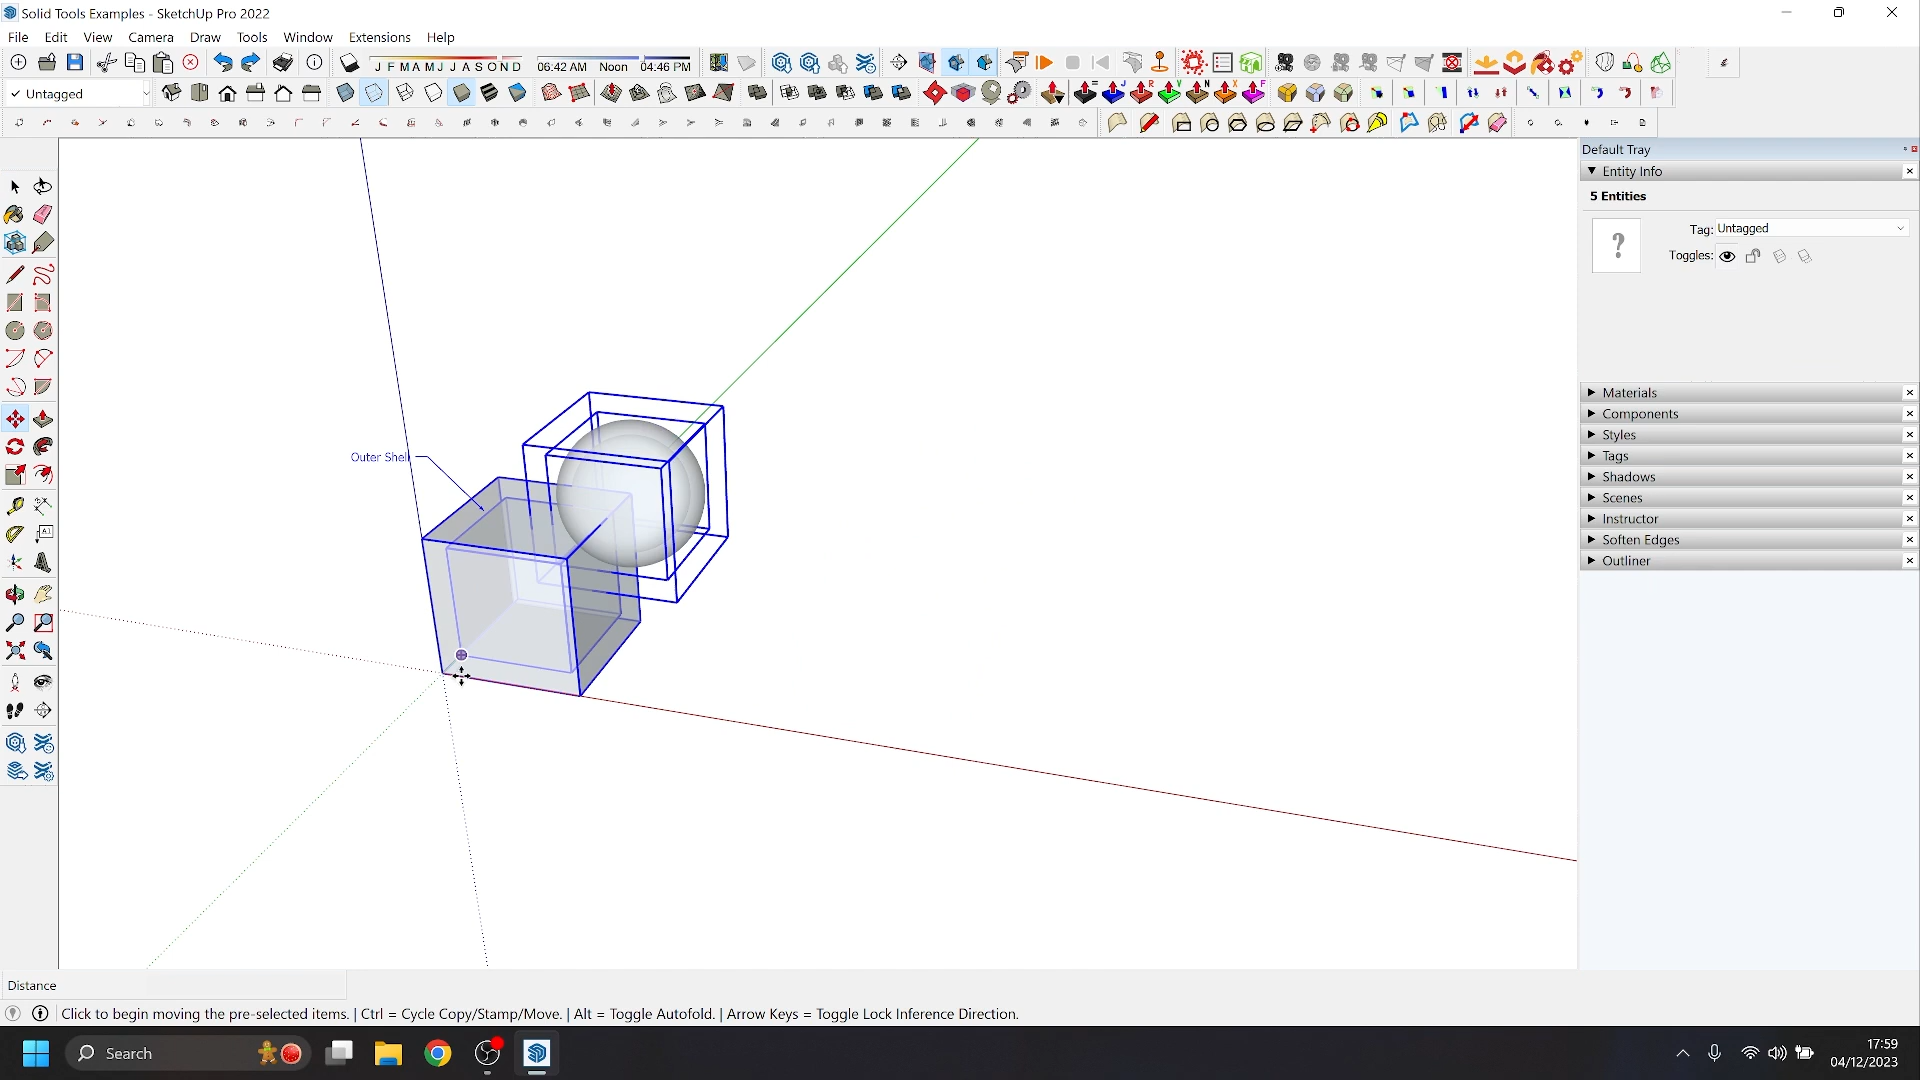 Solid Tools Examples - SketchUp Pro 2022
File Edit View Camera Draw Tools Window Extensions Help
J F M A M J J A S O N D 06:42 AM Noon 04:46 PM
✓ Untagged
Default Tray
Entity Info
5 Entities
Tag: Untagged
?
Toggles:
Materials
Components
Styles
Tags
Shadows
Scenes
Instructor
Soften Edges
Outliner
Outer Shell
Distance
Click to begin moving the pre-selected items. | Ctrl = Cycle Copy/Stamp/Move. | Alt = Toggle Autofold. | Arrow Keys = Toggle Lock Inference Direction.
Search
17:59
04/12/2023